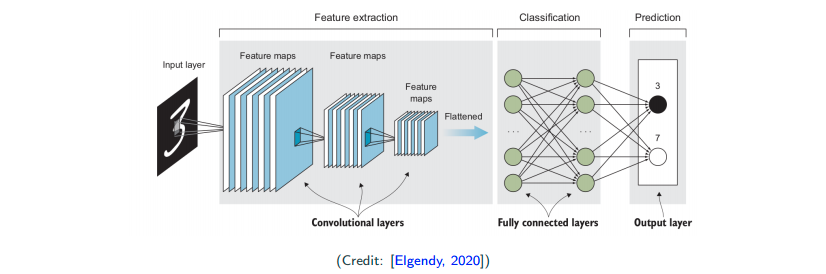 Feature extraction
Classification
Prediction
Input layer
Feature maps
Feature maps
Feature
maps
Flattened
3
7
. . .
. . .
Convolutional layers
Fully connected layers
Output layer
(Credit: [Elgendy, 2020])